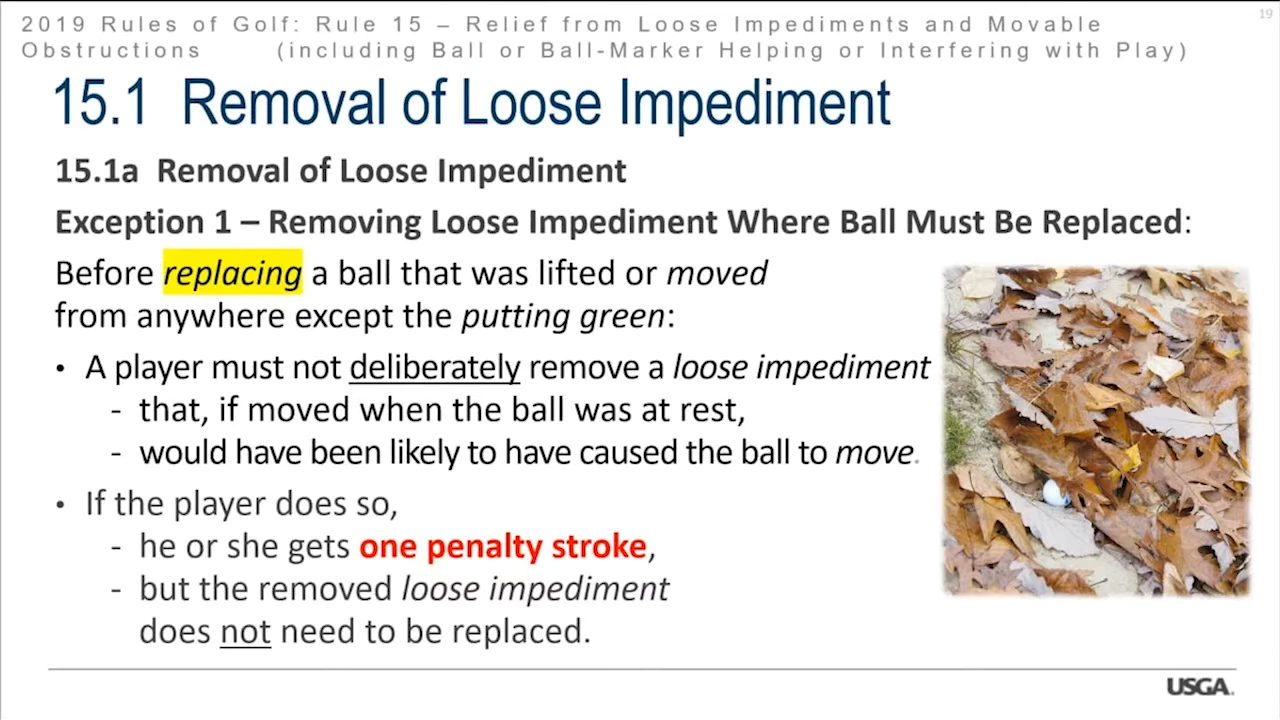 2019 Rules of Golf: Rule 15 – Relief from Loose Impediments and Movable
Obstructions (including Ball or Ball-Marker Helping or Interfering with Play)
19
15.1 Removal of Loose Impediment
15.1a Removal of Loose Impediment
Exception 1 – Removing Loose Impediment Where Ball Must Be Replaced:
Before replacing a ball that was lifted or moved
from anywhere except the putting green:
• A player must not deliberately remove a loose impediment
- that, if moved when the ball was at rest,
- would have been likely to have caused the ball to move.
• If the player does so,
- he or she gets one penalty stroke,
- but the removed loose impediment
does not need to be replaced.
USGA.